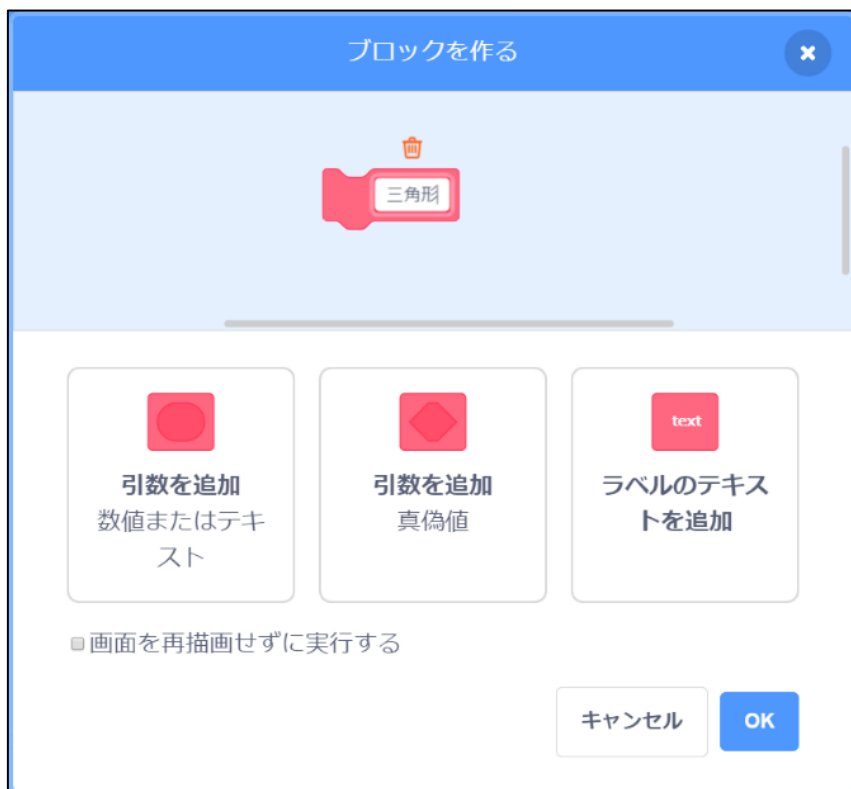 ブロックを作る
三角形
text
引数を追加
数値またはテキ
スト
引数を追加
真偽値
ラベルのテキス
トを追加
画面を再描画せずに実行する
キャンセル
OK